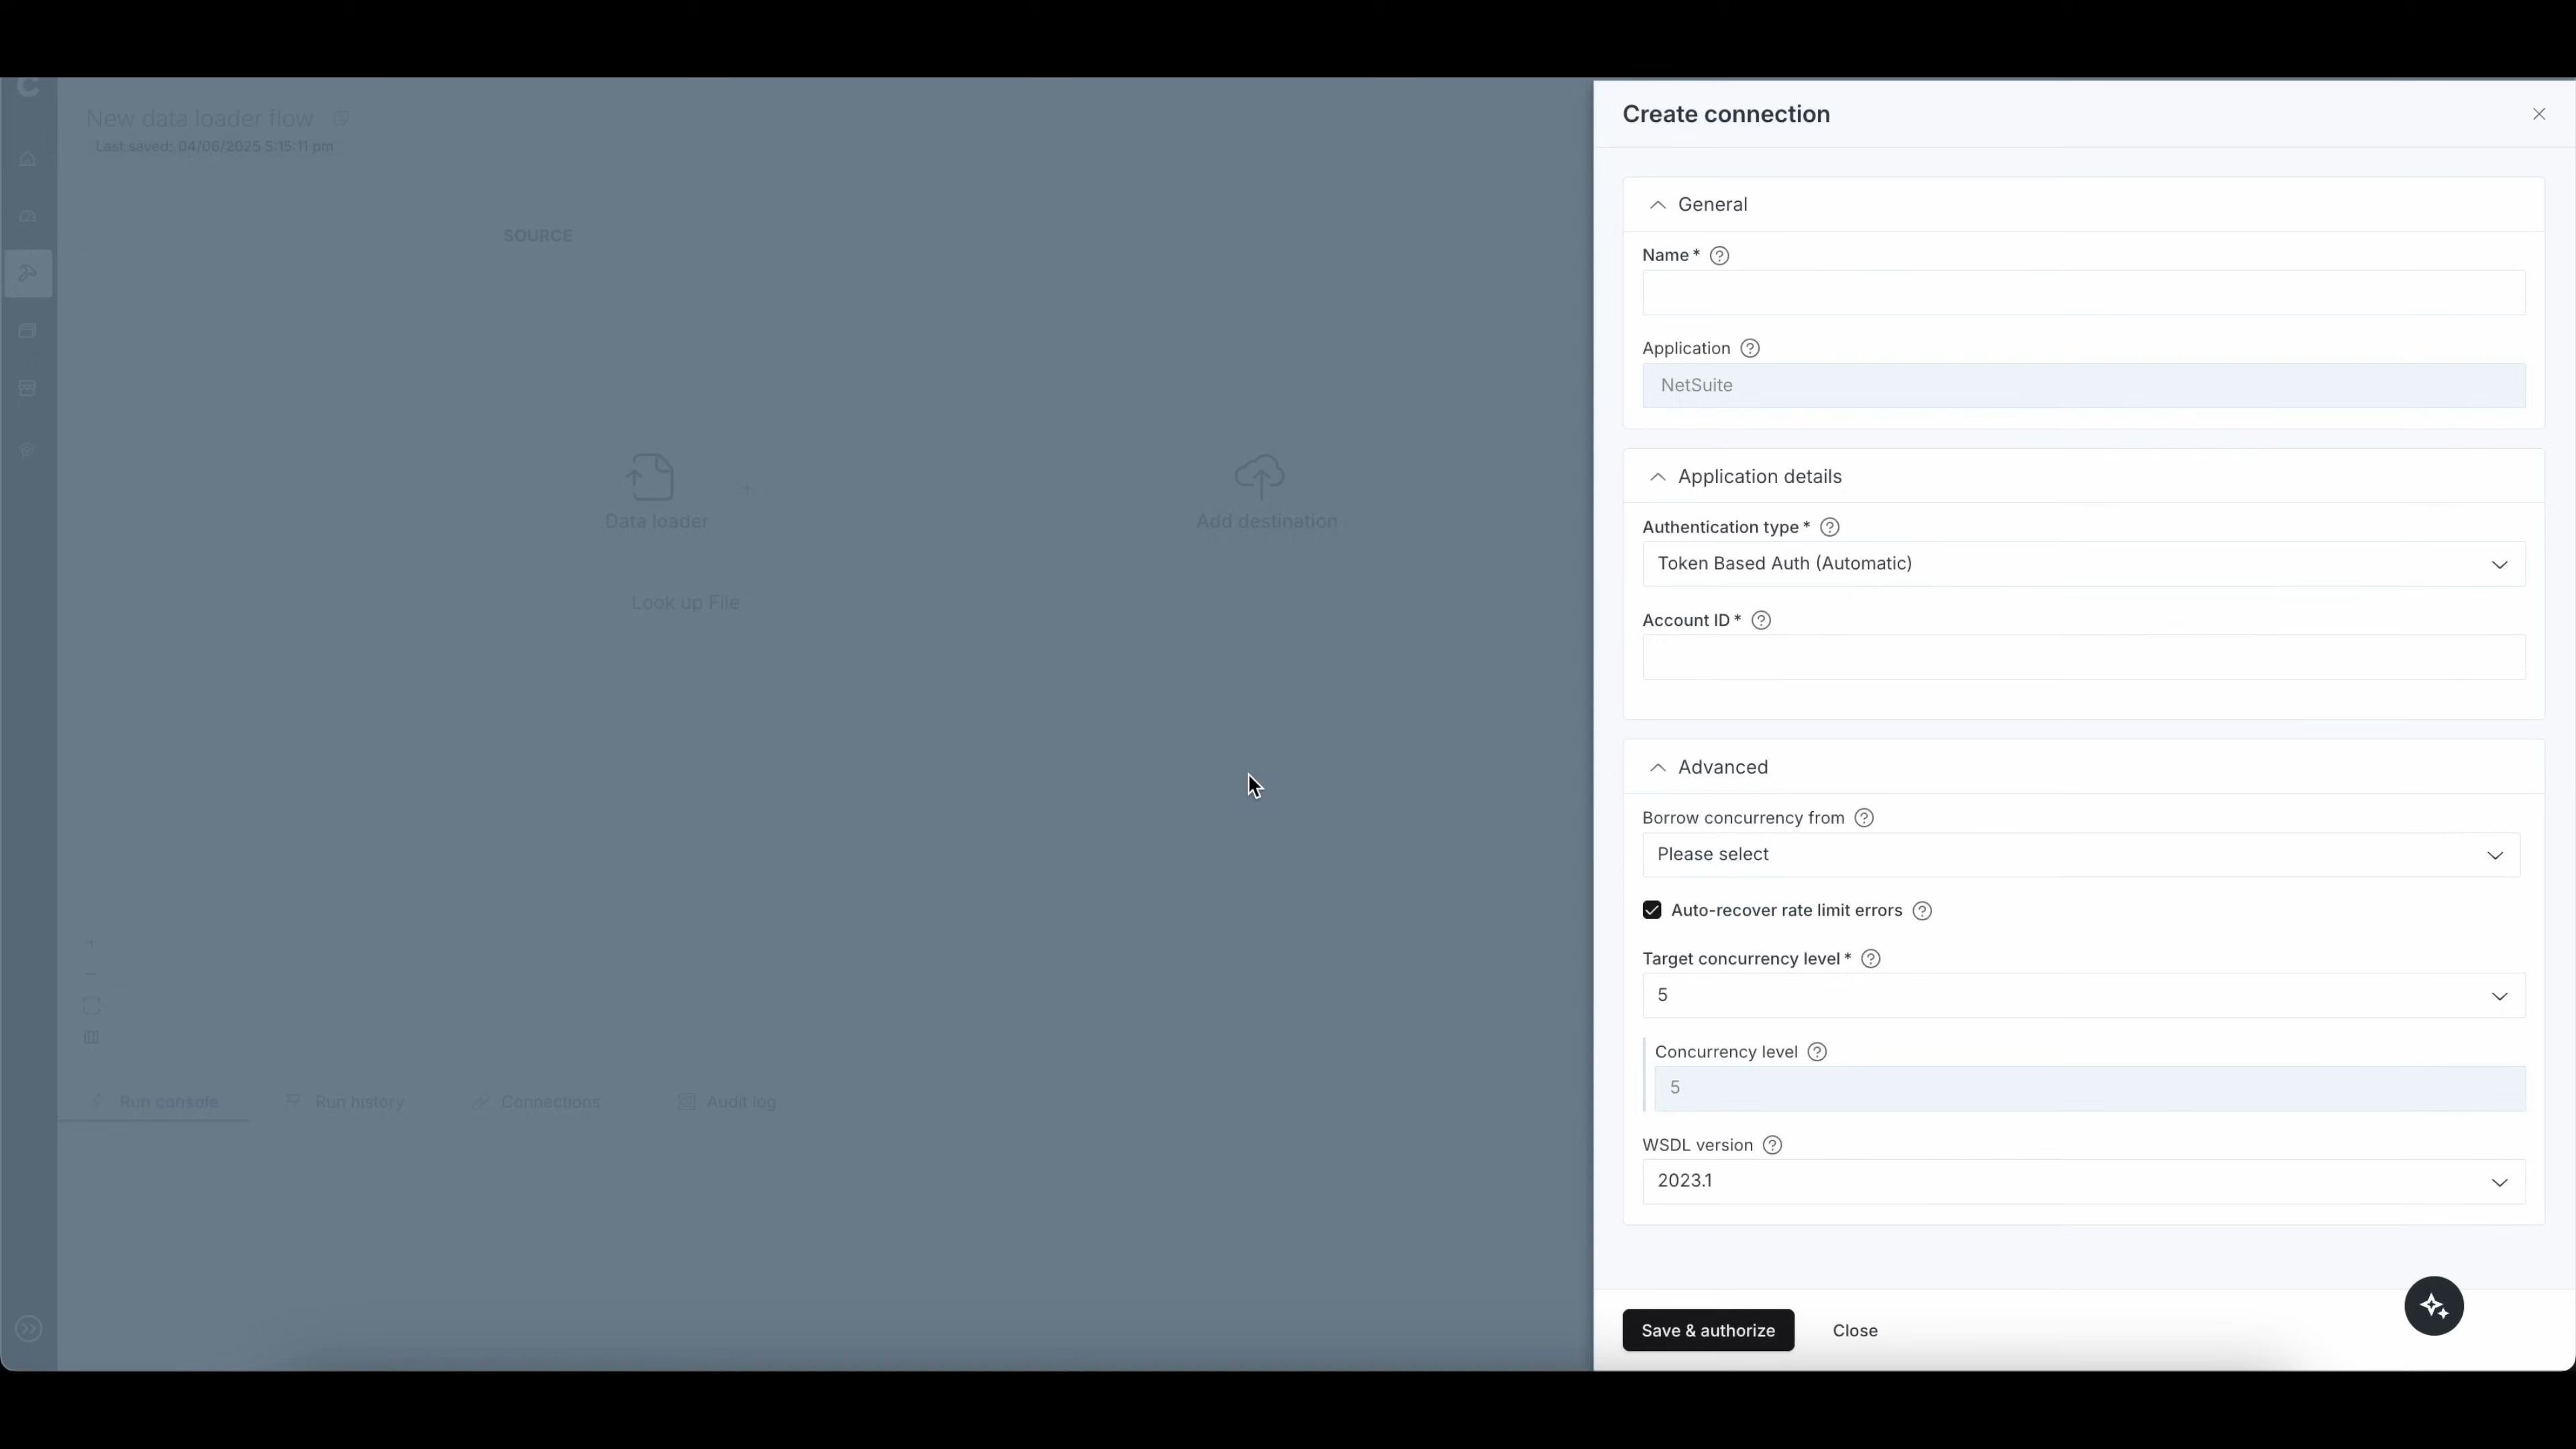 New data loader flow
Last saved: 04/06/2025 5:15:11 pm
SOURCE
Data loader
Add destination
Look up File
Run console
Run history
Connections
Audit log
Create connection
General
Name *
Application
NetSuite
Application details
Authentication type *
Token Based Auth (Automatic)
Account ID *
Advanced
Borrow concurrency from
Please select
Auto-recover rate limit errors
Target concurrency level *
5
Concurrency level
5
WSDL version
2023.1
Save & authorize
Close